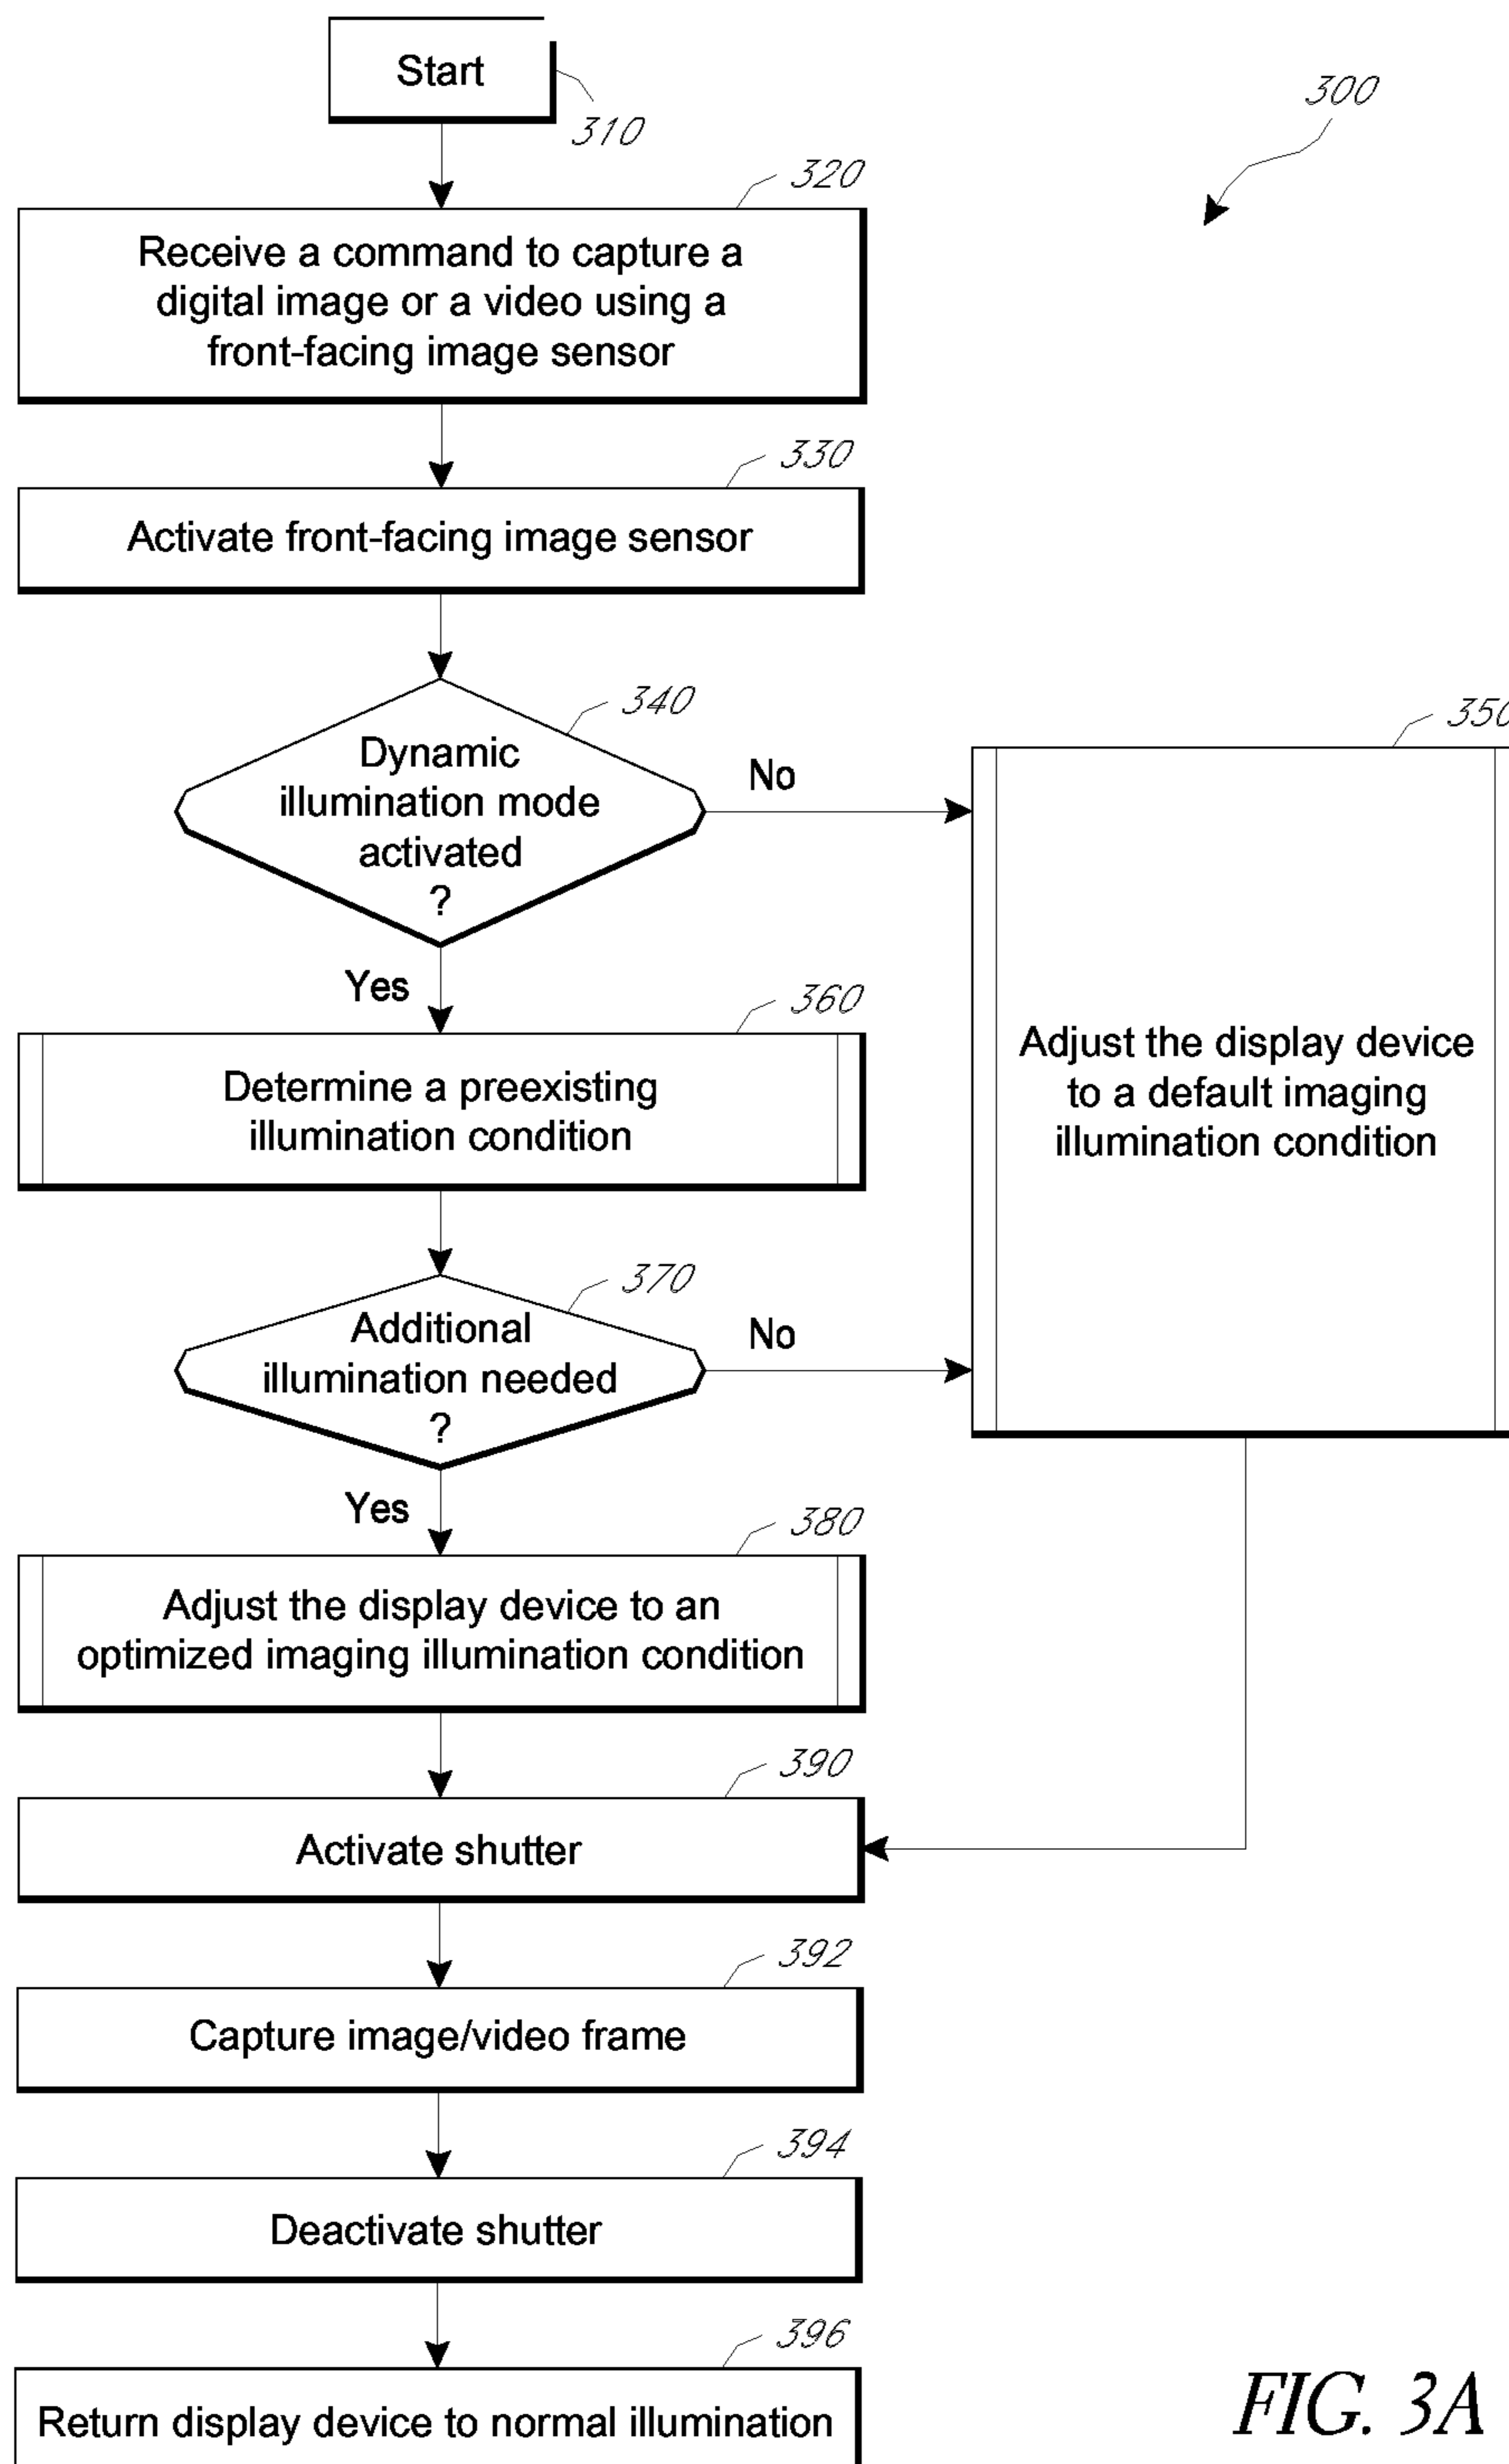 Start
310
300
320
Receive a command to capture a
digital image or a video using a
front-facing image sensor
330
Activate front-facing image sensor
340
Dynamic
illumination mode
activated
?
No
350
Adjust the display device
to a default imaging
illumination condition
Yes
360
Determine a preexisting
illumination condition
370
Additional
illumination needed
?
No
Yes
380
Adjust the display device to an
optimized imaging illumination condition
390
Activate shutter
392
Capture image/video frame
394
Deactivate shutter
396
Return display device to normal illumination
FIG. 3A